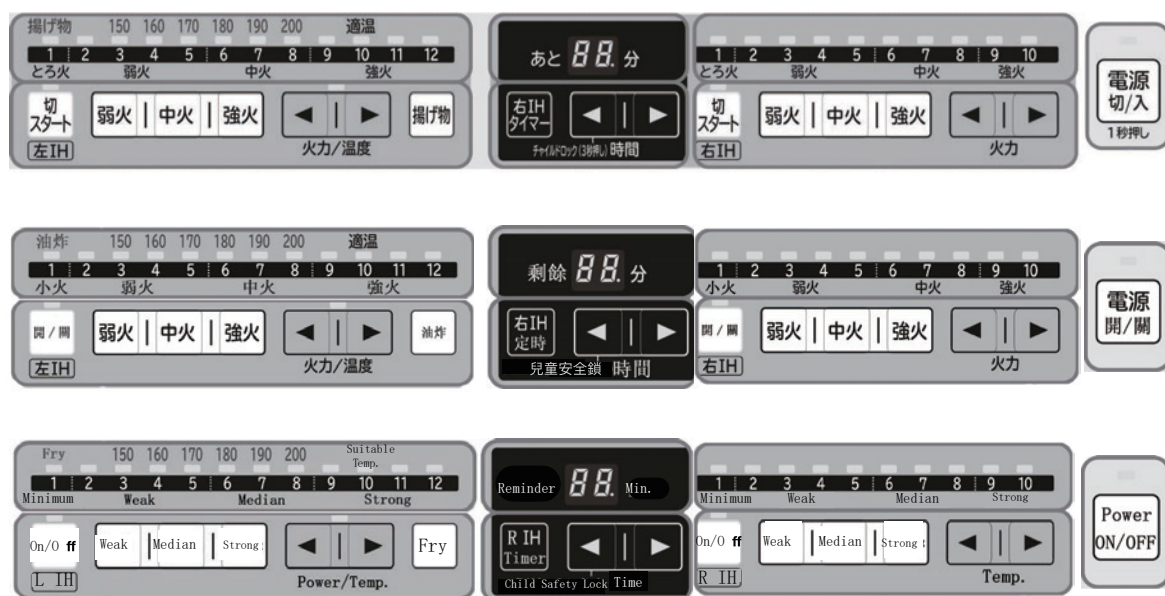 揚げ物 150 160 170 180 190 200 適温
1 2 3 4 5 6 7 8 9 10 11 12
とろ火 弱火 中火 強火
切
スタート
弱火 中火 強火
◀ ▶
揚げ物
左IH
火力/温度
あと 88. 分
右IH
タイマー
◀ ▶
チャイルドロック(3秒押し) 時間
1 2 3 4 5 6 7 8 9 10
とろ火 弱火 中火 強火
切
スタート
弱火 中火 強火
◀ ▶
右IH
火力
電源
切/入
1秒押し
油炸 150 160 170 180 190 200 適温
1 2 3 4 5 6 7 8 9 10 11 12
小火 弱火 中火 強火
開/關
弱火 中火 強火
◀ ▶
油炸
左IH
火力/温度
剩餘 88. 分
右IH
定時
◀ ▶
兒童安全鎖 時間
1 2 3 4 5 6 7 8 9 10
小火 弱火 中火 強火
開/關
弱火 中火 強火
◀ ▶
右IH
火力
電源
開/關
Fry 150 160 170 180 190 200 Suitable
Temp.
1 2 3 4 5 6 7 8 9 10 11 12
Minimum Weak Median Strong
On/O ff
Weak Median Strong
◀ ▶
Fry
L IH
Power/Temp.
Reminder 88. Min.
R IH
Timer
◀ ▶
Child Safety Lock Time
1 2 3 4 5 6 7 8 9 10
Minimum Weak Median Strong
On/O ff
Weak Median Strong
◀ ▶
R IH
Temp.
Power
ON/OFF